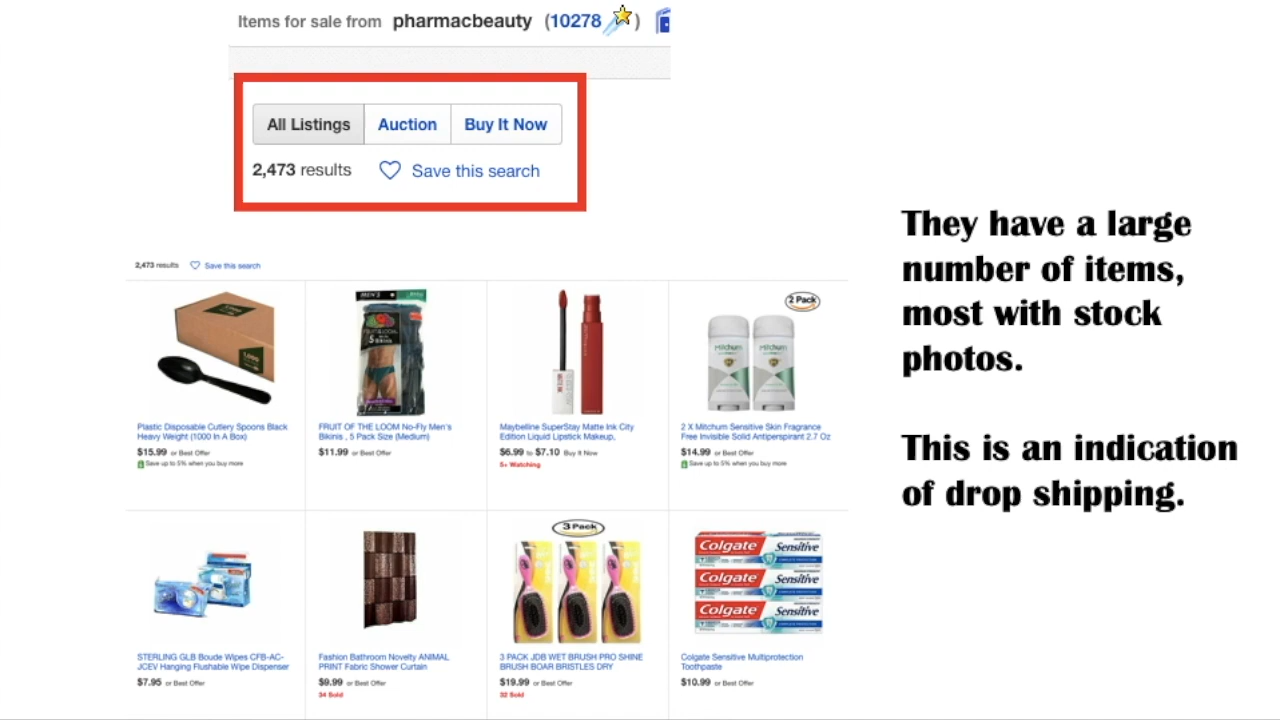 Items for sale from pharmacbeauty (10278 )
All Listings Auction Buy It Now
2,473 results Save this search
They have a large
number of items,
most with stock
photos.
This is an indication
of drop shipping.
2,473 results Save this search
2 Pack
MEN'S
FRUIT OF THE LOOM
5
Bikinis
Mitchum Mitchum
Plastic Disposable Cutlery Spoons Black
Heavy Weight (1000 In A Box)
$15.99 or Best Offer
Save up to 5% when you buy more
FRUIT OF THE LOOM No-Fly Men's
Bikinis , 5 Pack Size (Medium)
$11.99 or Best Offer
Maybelline SuperStay Matte Ink City
Edition Liquid Lipstick Makeup,
$6.99 to $7.10 Buy It Now
5+ Watching
2 X Mitchum Sensitive Skin Fragrance
Free Invisible Solid Antiperspirant 2.7 Oz
$14.99 or Best Offer
Save up to 5% when you buy more
3 Pack
Colgate Sensitive
Colgate Sensitive
Colgate Sensitive
STERLING GLB Boude Wipes CFB-AC-
JCEV Hanging Flushable Wipe Dispenser
$7.95 or Best Offer
Fashion Bathroom Novelty ANIMAL
PRINT Fabric Shower Curtain
$9.99 or Best Offer
34 Sold
3 PACK JDB WET BRUSH PRO SHINE
BRUSH BOAR BRISTLES DRY
$19.99 or Best Offer
32 Sold
Colgate Sensitive Multiprotection
Toothpaste
$10.99 or Best Offer